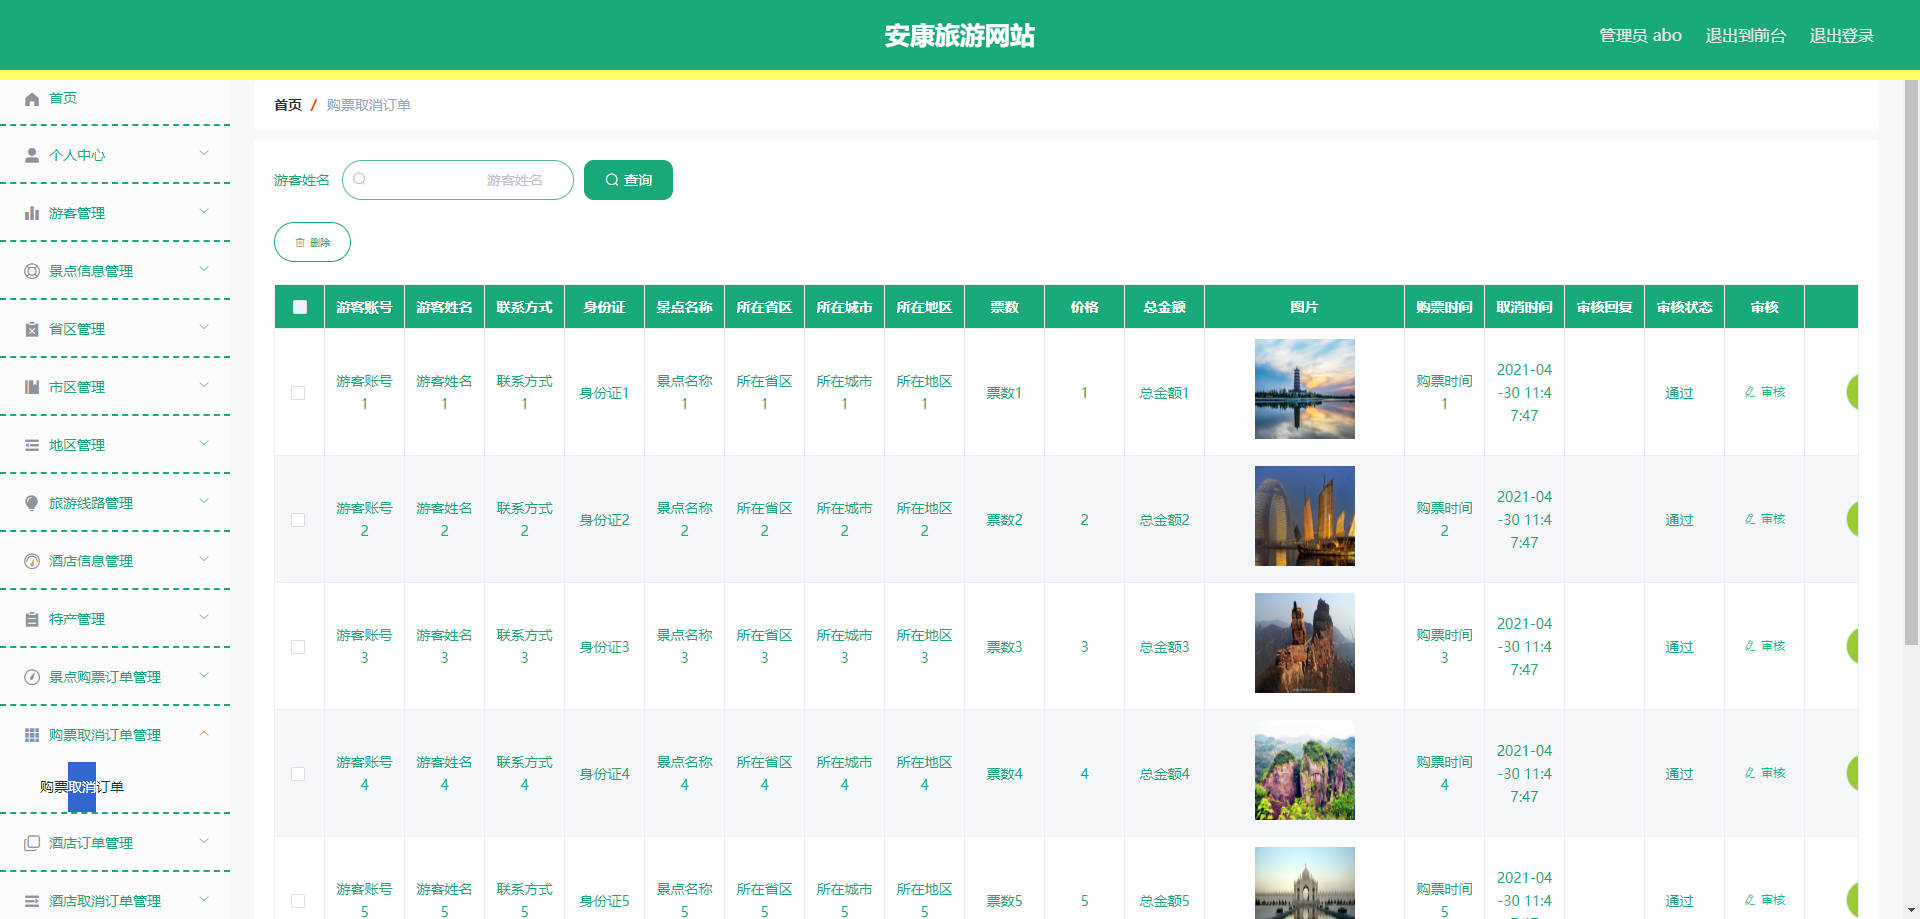 安康旅游网站
管理员 abo 退出到前台 退出登录
首页
个人中心
游客管理
景点信息管理
省区管理
市区管理
地区管理
旅游线路管理
酒店信息管理
特产管理
景点购票订单管理
购票取消订单管理
购票取消订单
酒店订单管理
酒店取消订单管理
首页 / 购票取消订单
游客姓名 游客姓名 查询
删除
游客账号 游客姓名 联系方式 身份证 景点名称 所在省区 所在城市 所在地区 票数 价格 总金额 图片 购票时间 取消时间 审核回复 审核状态 审核
游客账号1 游客姓名1 联系方式1 身份证1 景点名称1 所在省区1 所在城市1 所在地区1 票数1 1 总金额1 购票时间1 2021-04-30 11:47:47 通过 审核
游客账号2 游客姓名2 联系方式2 身份证2 景点名称2 所在省区2 所在城市2 所在地区2 票数2 2 总金额2 购票时间2 2021-04-30 11:47:47 通过 审核
游客账号3 游客姓名3 联系方式3 身份证3 景点名称3 所在省区3 所在城市3 所在地区3 票数3 3 总金额3 购票时间3 2021-04-30 11:47:47 通过 审核
游客账号4 游客姓名4 联系方式4 身份证4 景点名称4 所在省区4 所在城市4 所在地区4 票数4 4 总金额4 购票时间4 2021-04-30 11:47:47 通过 审核
游客账号5 游客姓名5 联系方式5 身份证5 景点名称5 所在省区5 所在城市5 所在地区5 票数5 5 总金额5 购票时间5 2021-04-30 11:47:47 通过 审核